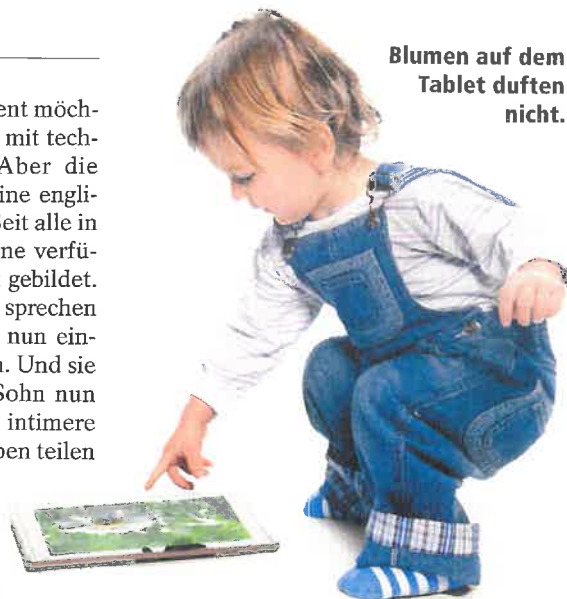 ent möch-
mit tech-
Aber die
ine engli-
Seit alle in
ne verfü-
gebildet.
sprechen
nun ein-
n. Und sie
Sohn nun
intimere
ben teilen
Blumen auf dem
Tablet duften
nicht.